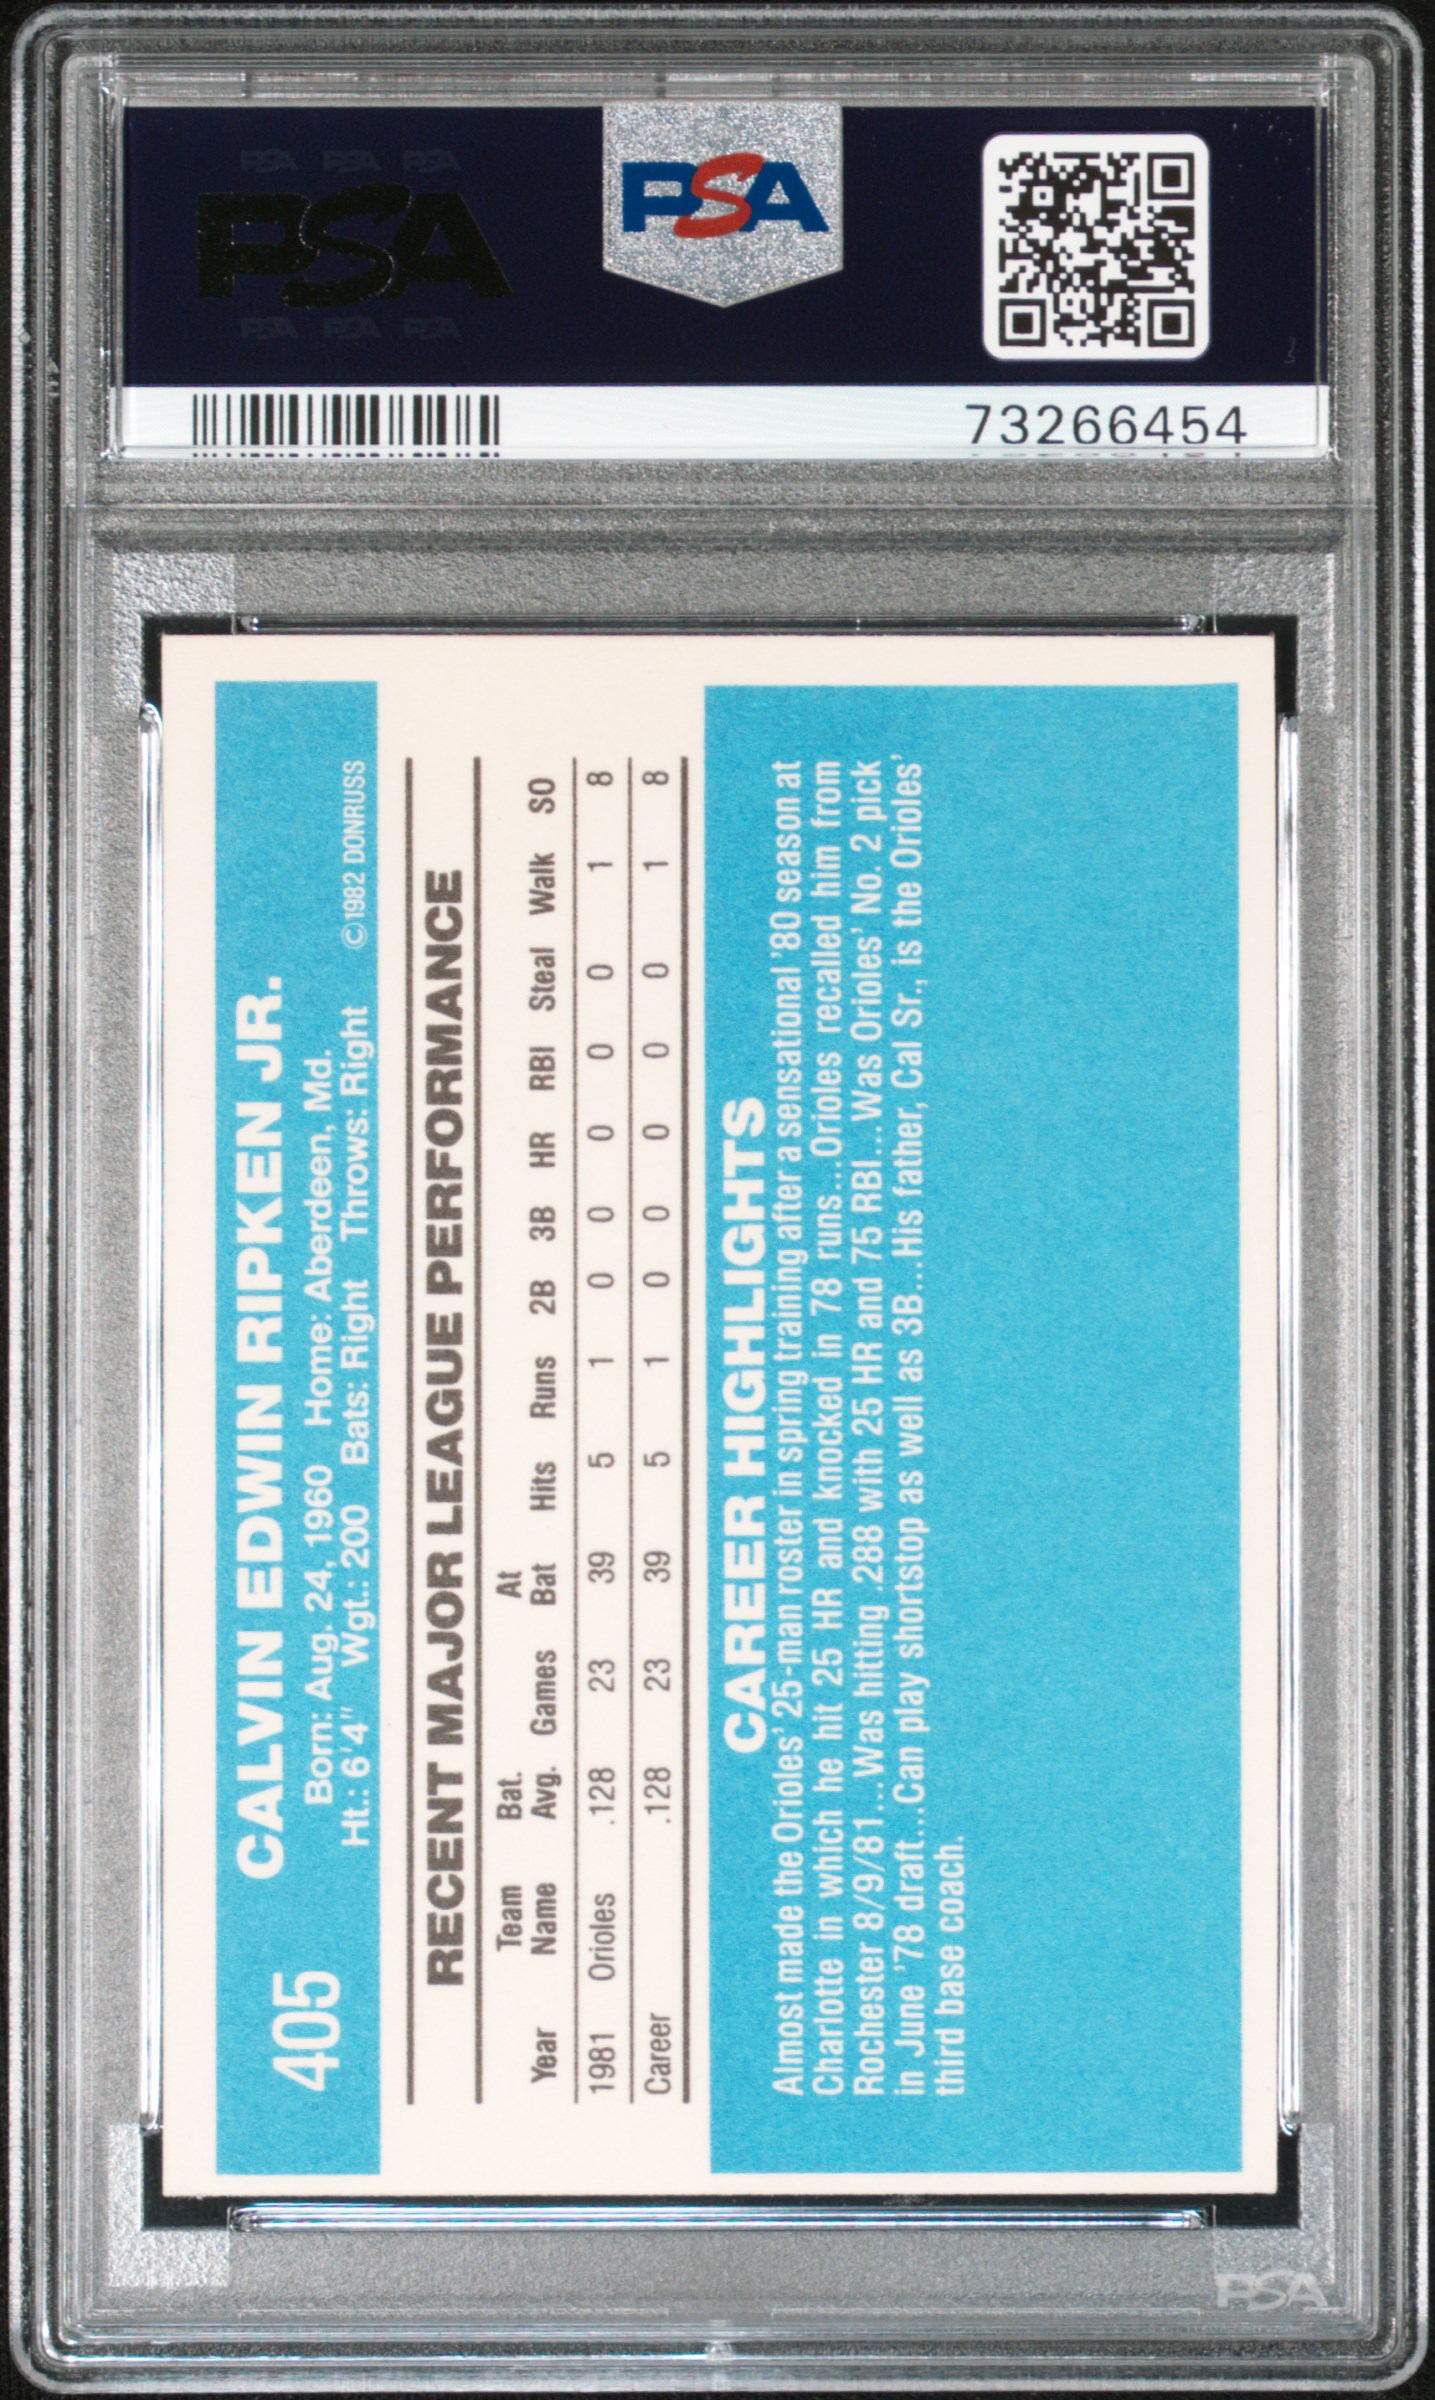 PSA PSA PSA
PSA
PSA PSA PSA
PSA
73266454
405
CALVIN EDWIN RIPKEN JR.
Born: Aug. 24, 1960 Home: Aberdeen, Md.
Ht.: 6'4" Wgt.: 200 Bats: Right Throws: Right ©1982 DONRUSS
RECENT MAJOR LEAGUE PERFORMANCE
Year Team Name Bat. Avg. Games At Bat Hits Runs 2B 3B HR RBI Steal Walk SO
1981 Orioles .128 23 39 5 1 0 0 0 0 0 1 8
Career .128 23 39 5 1 0 0 0 0 0 1 8
CAREER HIGHLIGHTS
Almost made the Orioles' 25-man roster in spring training after a sensational '80 season at
Charlotte in which he hit 25 HR and knocked in 78 runs...Orioles recalled him from
Rochester 8/9/81...Was hitting .288 with 25 HR and 75 RBI...Was Orioles' No. 2 pick
in June '78 draft...Can play shortstop as well as 3B...His father, Cal Sr., is the Orioles'
third base coach.
PSA